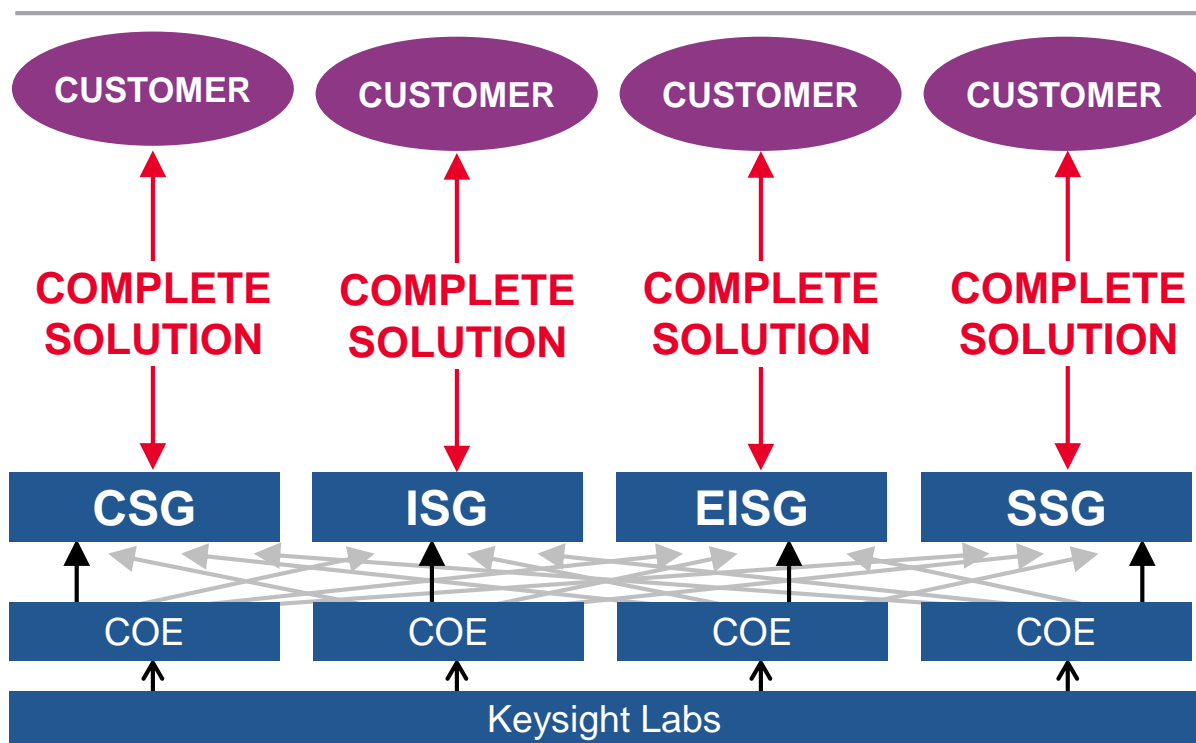 CUSTOMER CUSTOMER CUSTOMER CUSTOMER
COMPLETE COMPLETE COMPLETE COMPLETE
SOLUTION SOLUTION SOLUTION SOLUTION
CSG ISG EISG SSG
COE COE COE COE
Keysight Labs